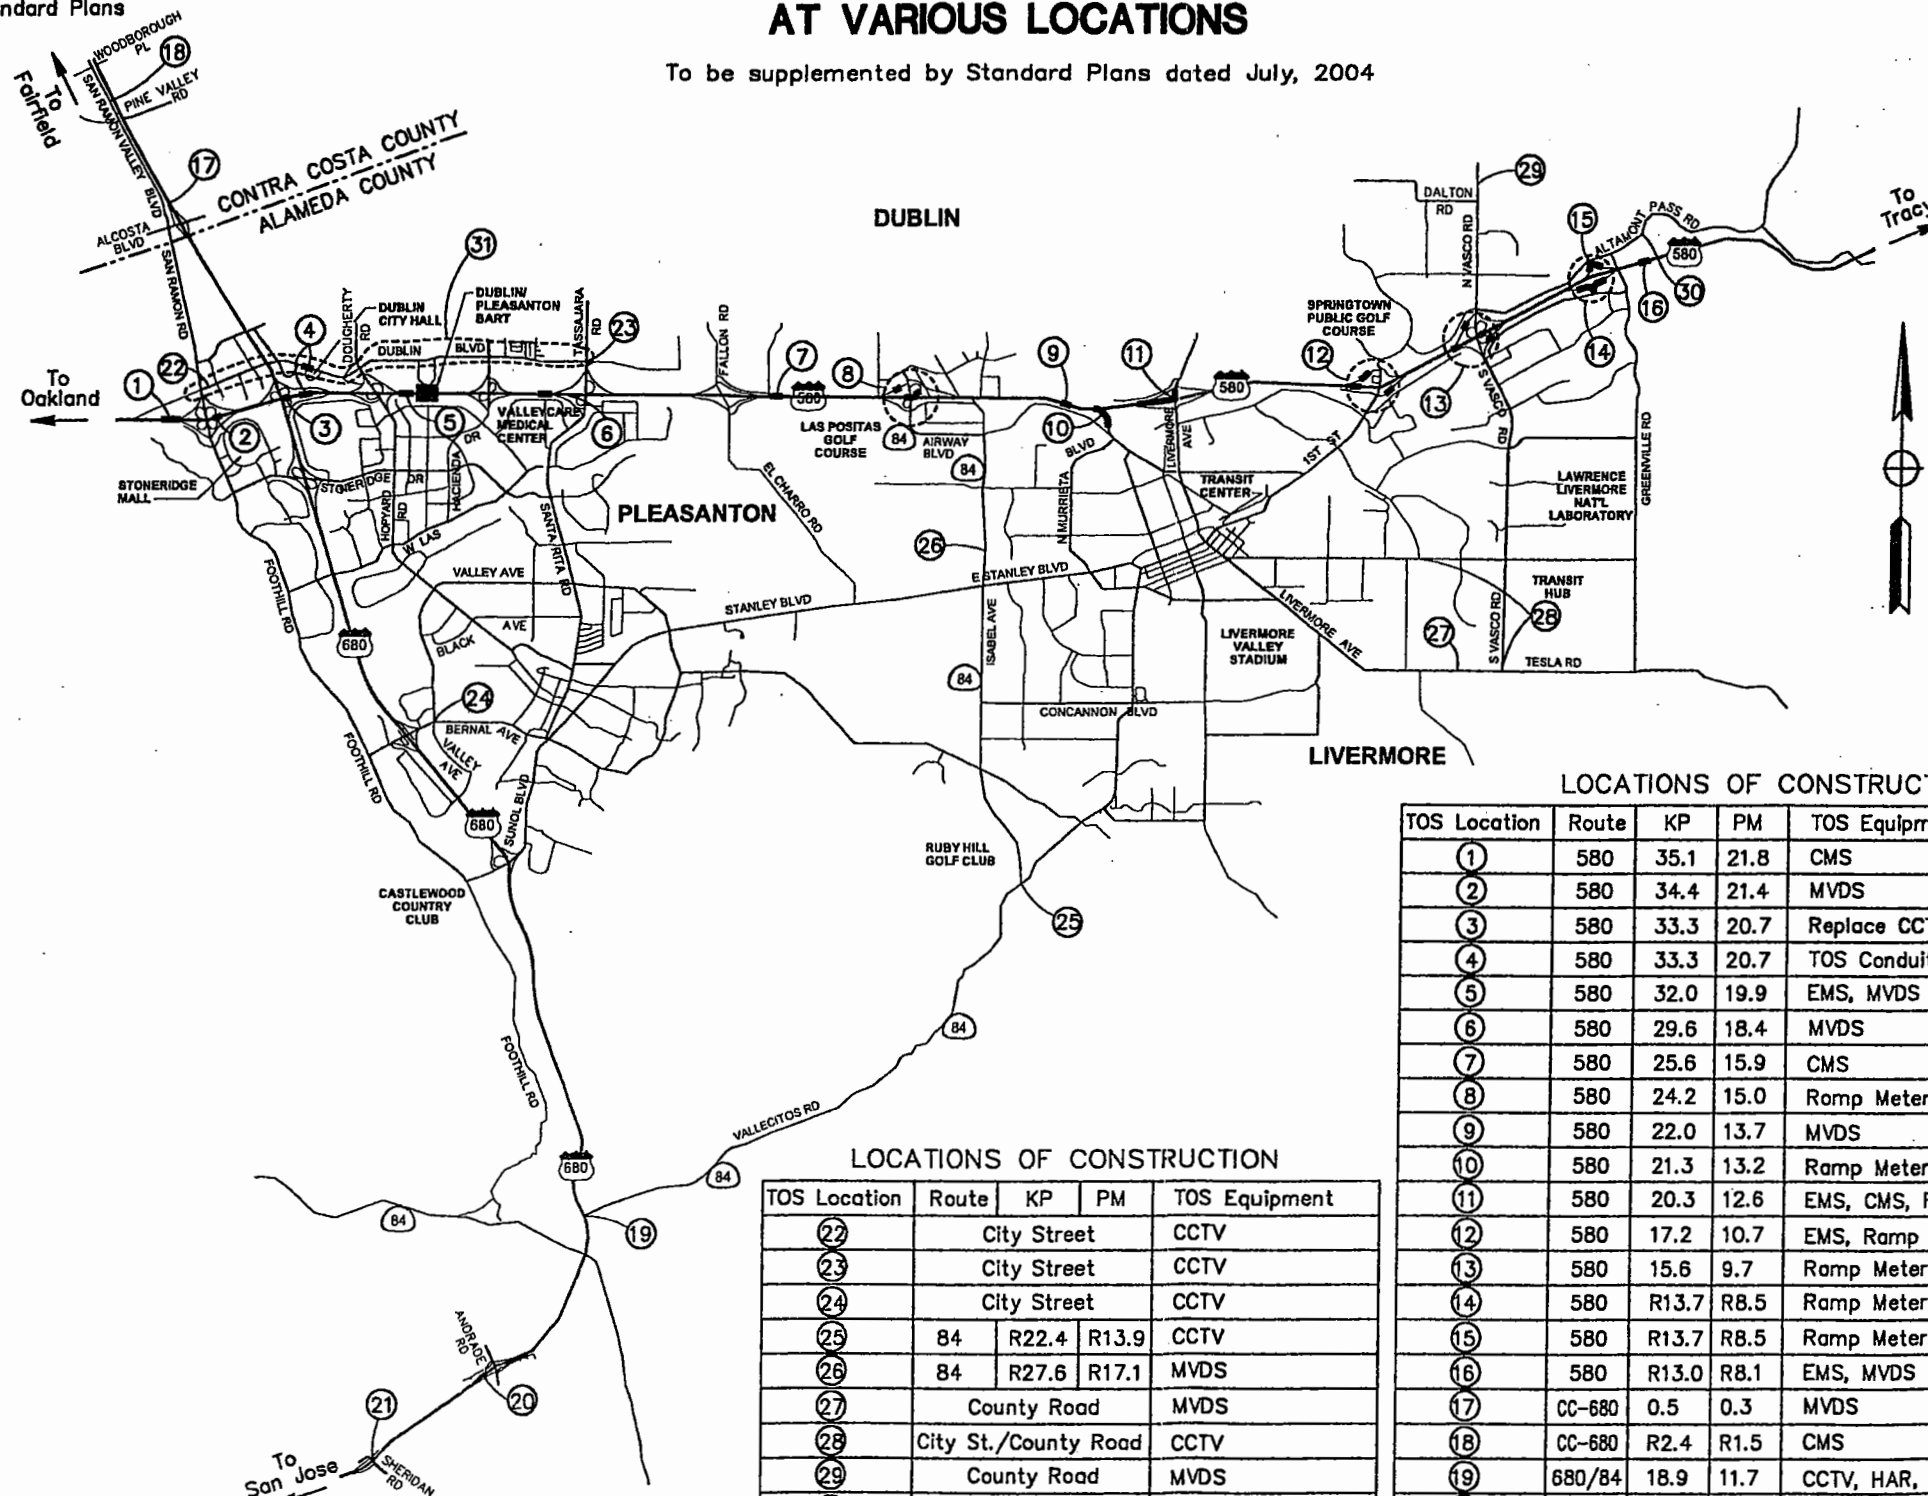 ndard Plans
AT VARIOUS LOCATIONS
To be supplemented by Standard Plans dated July, 2004
WOODBOROUGH
PL
18
To
Fairfield
SAN RAMON VALLEY BLVD
PINE VALLEY
RD
17
CONTRA COSTA COUNTY
ALAMEDA COUNTY
ALCOSTA
BLVD
SAN RAMON RD
31
DUBLIN
DALTON
RD
29
N VASCO RD
15
ALTAMONT PASS RD
To
Tracy
580
30
16
14
4
DOUGHERTY
RD
DUBLIN
CITY HALL
DUBLIN/
PLEASANTON
BART
DUBLIN BLVD
TASSAJARA
RD
23
FALLON RD
7
580
8
9
11
580
SPRINGTOWN
PUBLIC GOLF
COURSE
12
13
To
Oakland
1
22
2
3
5
VALLEYCARE
MEDICAL
CENTER
6
LAS POSITAS
GOLF
COURSE
84
AIRWAY
BLVD
10
BLVD
LIVERMORE
AVE
1ST ST
S VASCO
RD
GREENVILLE RD
STONERIDGE
MALL
STONERIDGE DR
DR
HACIENDA
HOPYARD
RD
W LAS
PLEASANTON
SANTA RITA RD
EL CHARRO RD
84
26
N MURRIETA
TRANSIT
CENTER
LAWRENCE
LIVERMORE
NAT'L
LABORATORY
FOOTHILL RD
VALLEY AVE
STANLEY BLVD
E STANLEY BLVD
TRANSIT
HUB
28
680
BLACK AVE
ISABEL AVE
84
LIVERMORE
VALLEY
STADIUM
LIVERMORE AVE
27
S VASCO RD
TESLA RD
24
BERNAL AVE
VALLEY
AVE
FOOTHILL RD
CONCANNON BLVD
LIVERMORE
680
SUNOL BLVD
CASTLEWOOD
COUNTRY
CLUB
RUBY HILL
GOLF CLUB
25
84
FOOTHILL RD
VALLECITOS RD
84
680
84
19
ANDRADE
RD
20
21
To
San Jose
SHERIDAN
RD
LOCATIONS OF CONSTRUCTION
TOS Location Route KP PM TOS Equipment
22 City Street CCTV
23 City Street CCTV
24 City Street CCTV
25 84 R22.4 R13.9 CCTV
26 84 R27.6 R17.1 MVDS
27 County Road MVDS
28 City St./County Road CCTV
29 County Road MVDS
LOCATIONS OF CONSTRUCT
TOS Location Route KP PM TOS Equipm
1 580 35.1 21.8 CMS
2 580 34.4 21.4 MVDS
3 580 33.3 20.7 Replace CCT
4 580 33.3 20.7 TOS Conduit
5 580 32.0 19.9 EMS, MVDS
6 580 29.6 18.4 MVDS
7 580 25.6 15.9 CMS
8 580 24.2 15.0 Ramp Meter
9 580 22.0 13.7 MVDS
10 580 21.3 13.2 Ramp Meter
11 580 20.3 12.6 EMS, CMS, R
12 580 17.2 10.7 EMS, Ramp
13 580 15.6 9.7 Ramp Meter
14 580 R13.7 R8.5 Ramp Meter
15 580 R13.7 R8.5 Ramp Meter
16 580 R13.0 R8.1 EMS, MVDS
17 CC-680 0.5 0.3 MVDS
18 CC-680 R2.4 R1.5 CMS
19 680/84 18.9 11.7 CCTV, HAR,